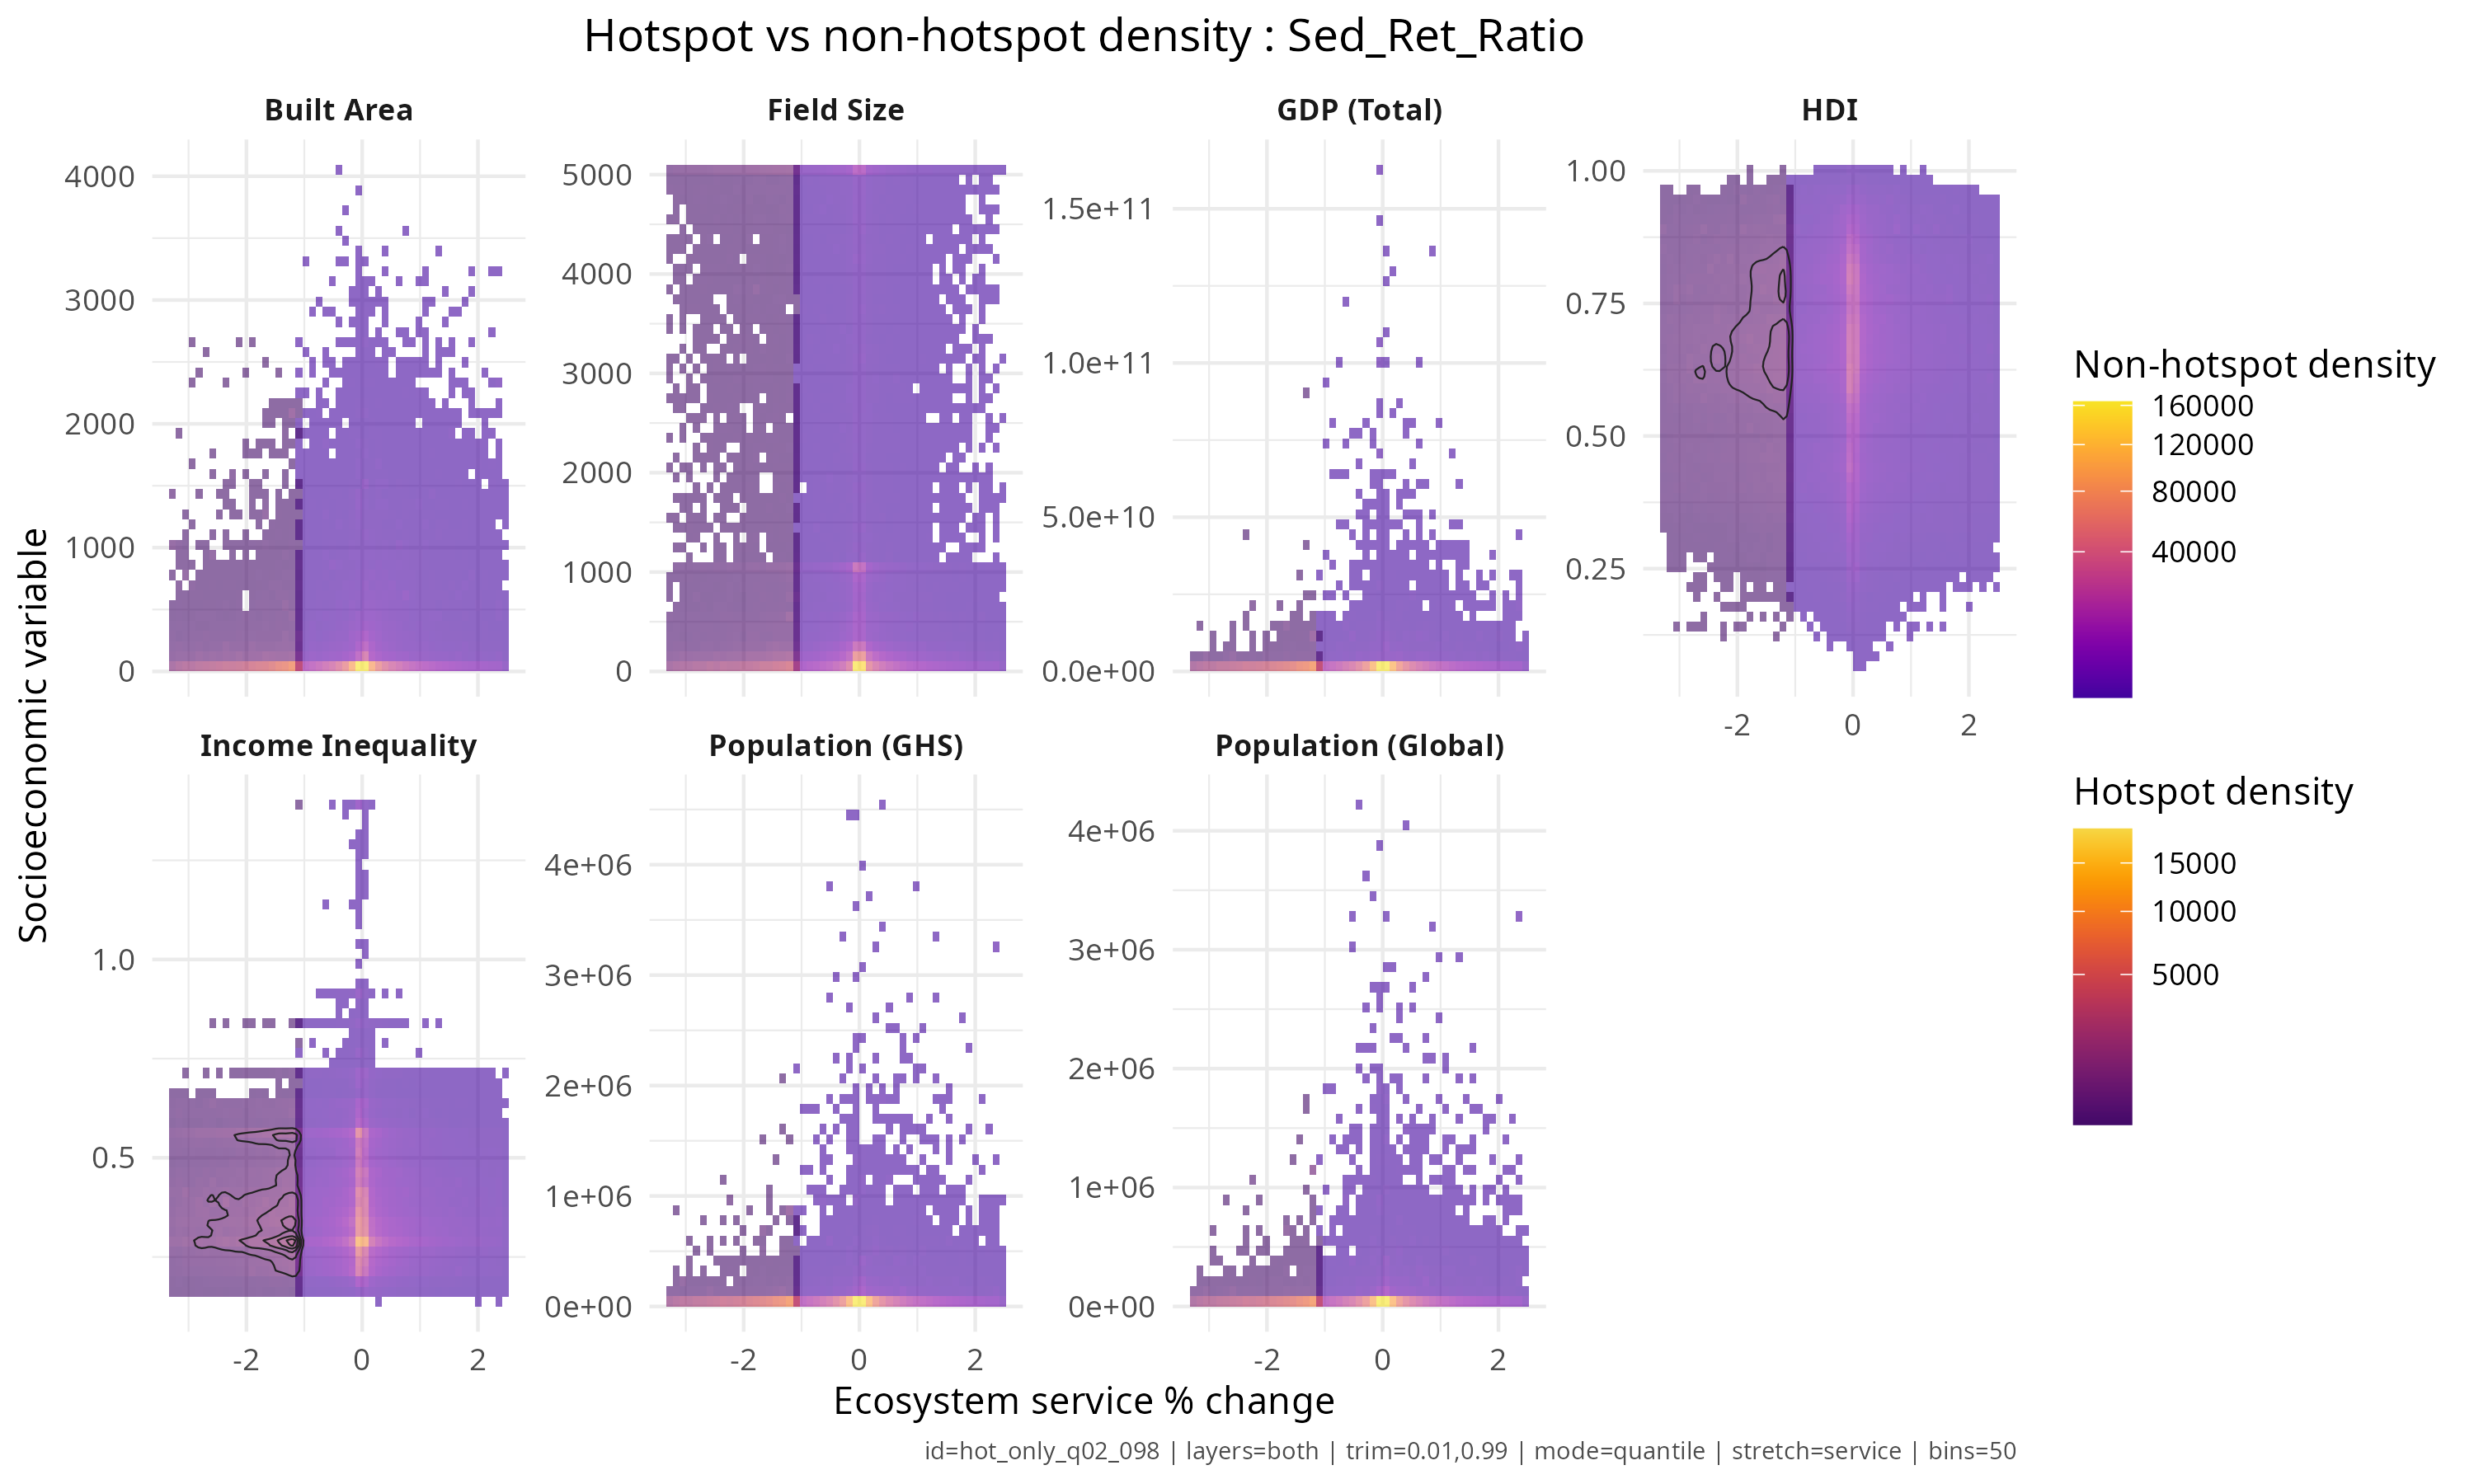 Hotspot vs non-hotspot density : Sed_Ret_Ratio
Built Area
Field Size
GDP (Total)
HDI
4000
3000
2000
1000
0
5000
4000
3000
2000
1000
0
1.5e+11
1.0e+11
5.0e+10
0.0e+00
1.00
0.75
0.50
0.25
-2
0
2
Socioeconomic variable
Income Inequality
Population (GHS)
Population (Global)
1.0
0.5
-2
0
2
4e+06
3e+06
2e+06
1e+06
0e+00
-2
0
2
4e+06
3e+06
2e+06
1e+06
0e+00
-2
0
2
Ecosystem service % change
Non-hotspot density
160000
120000
80000
40000
Hotspot density
15000
10000
5000
id=hot_only_q02_098 | layers=both | trim=0.01,0.99 | mode=quantile | stretch=service | bins=50